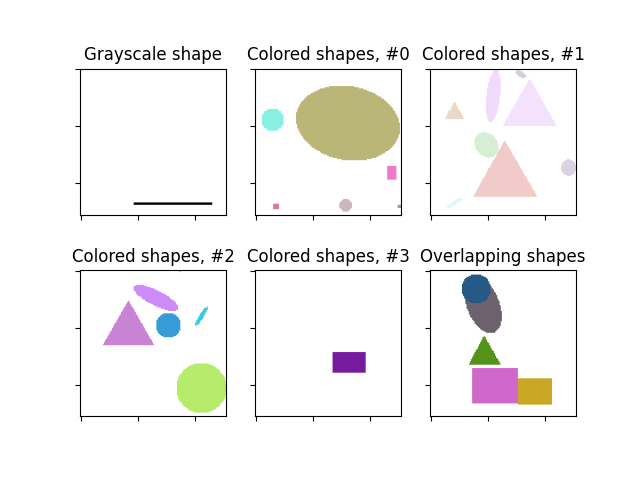 Grayscale shape
Colored shapes, #0
Colored shapes, #1
Colored shapes, #2
Colored shapes, #3
Overlapping shapes